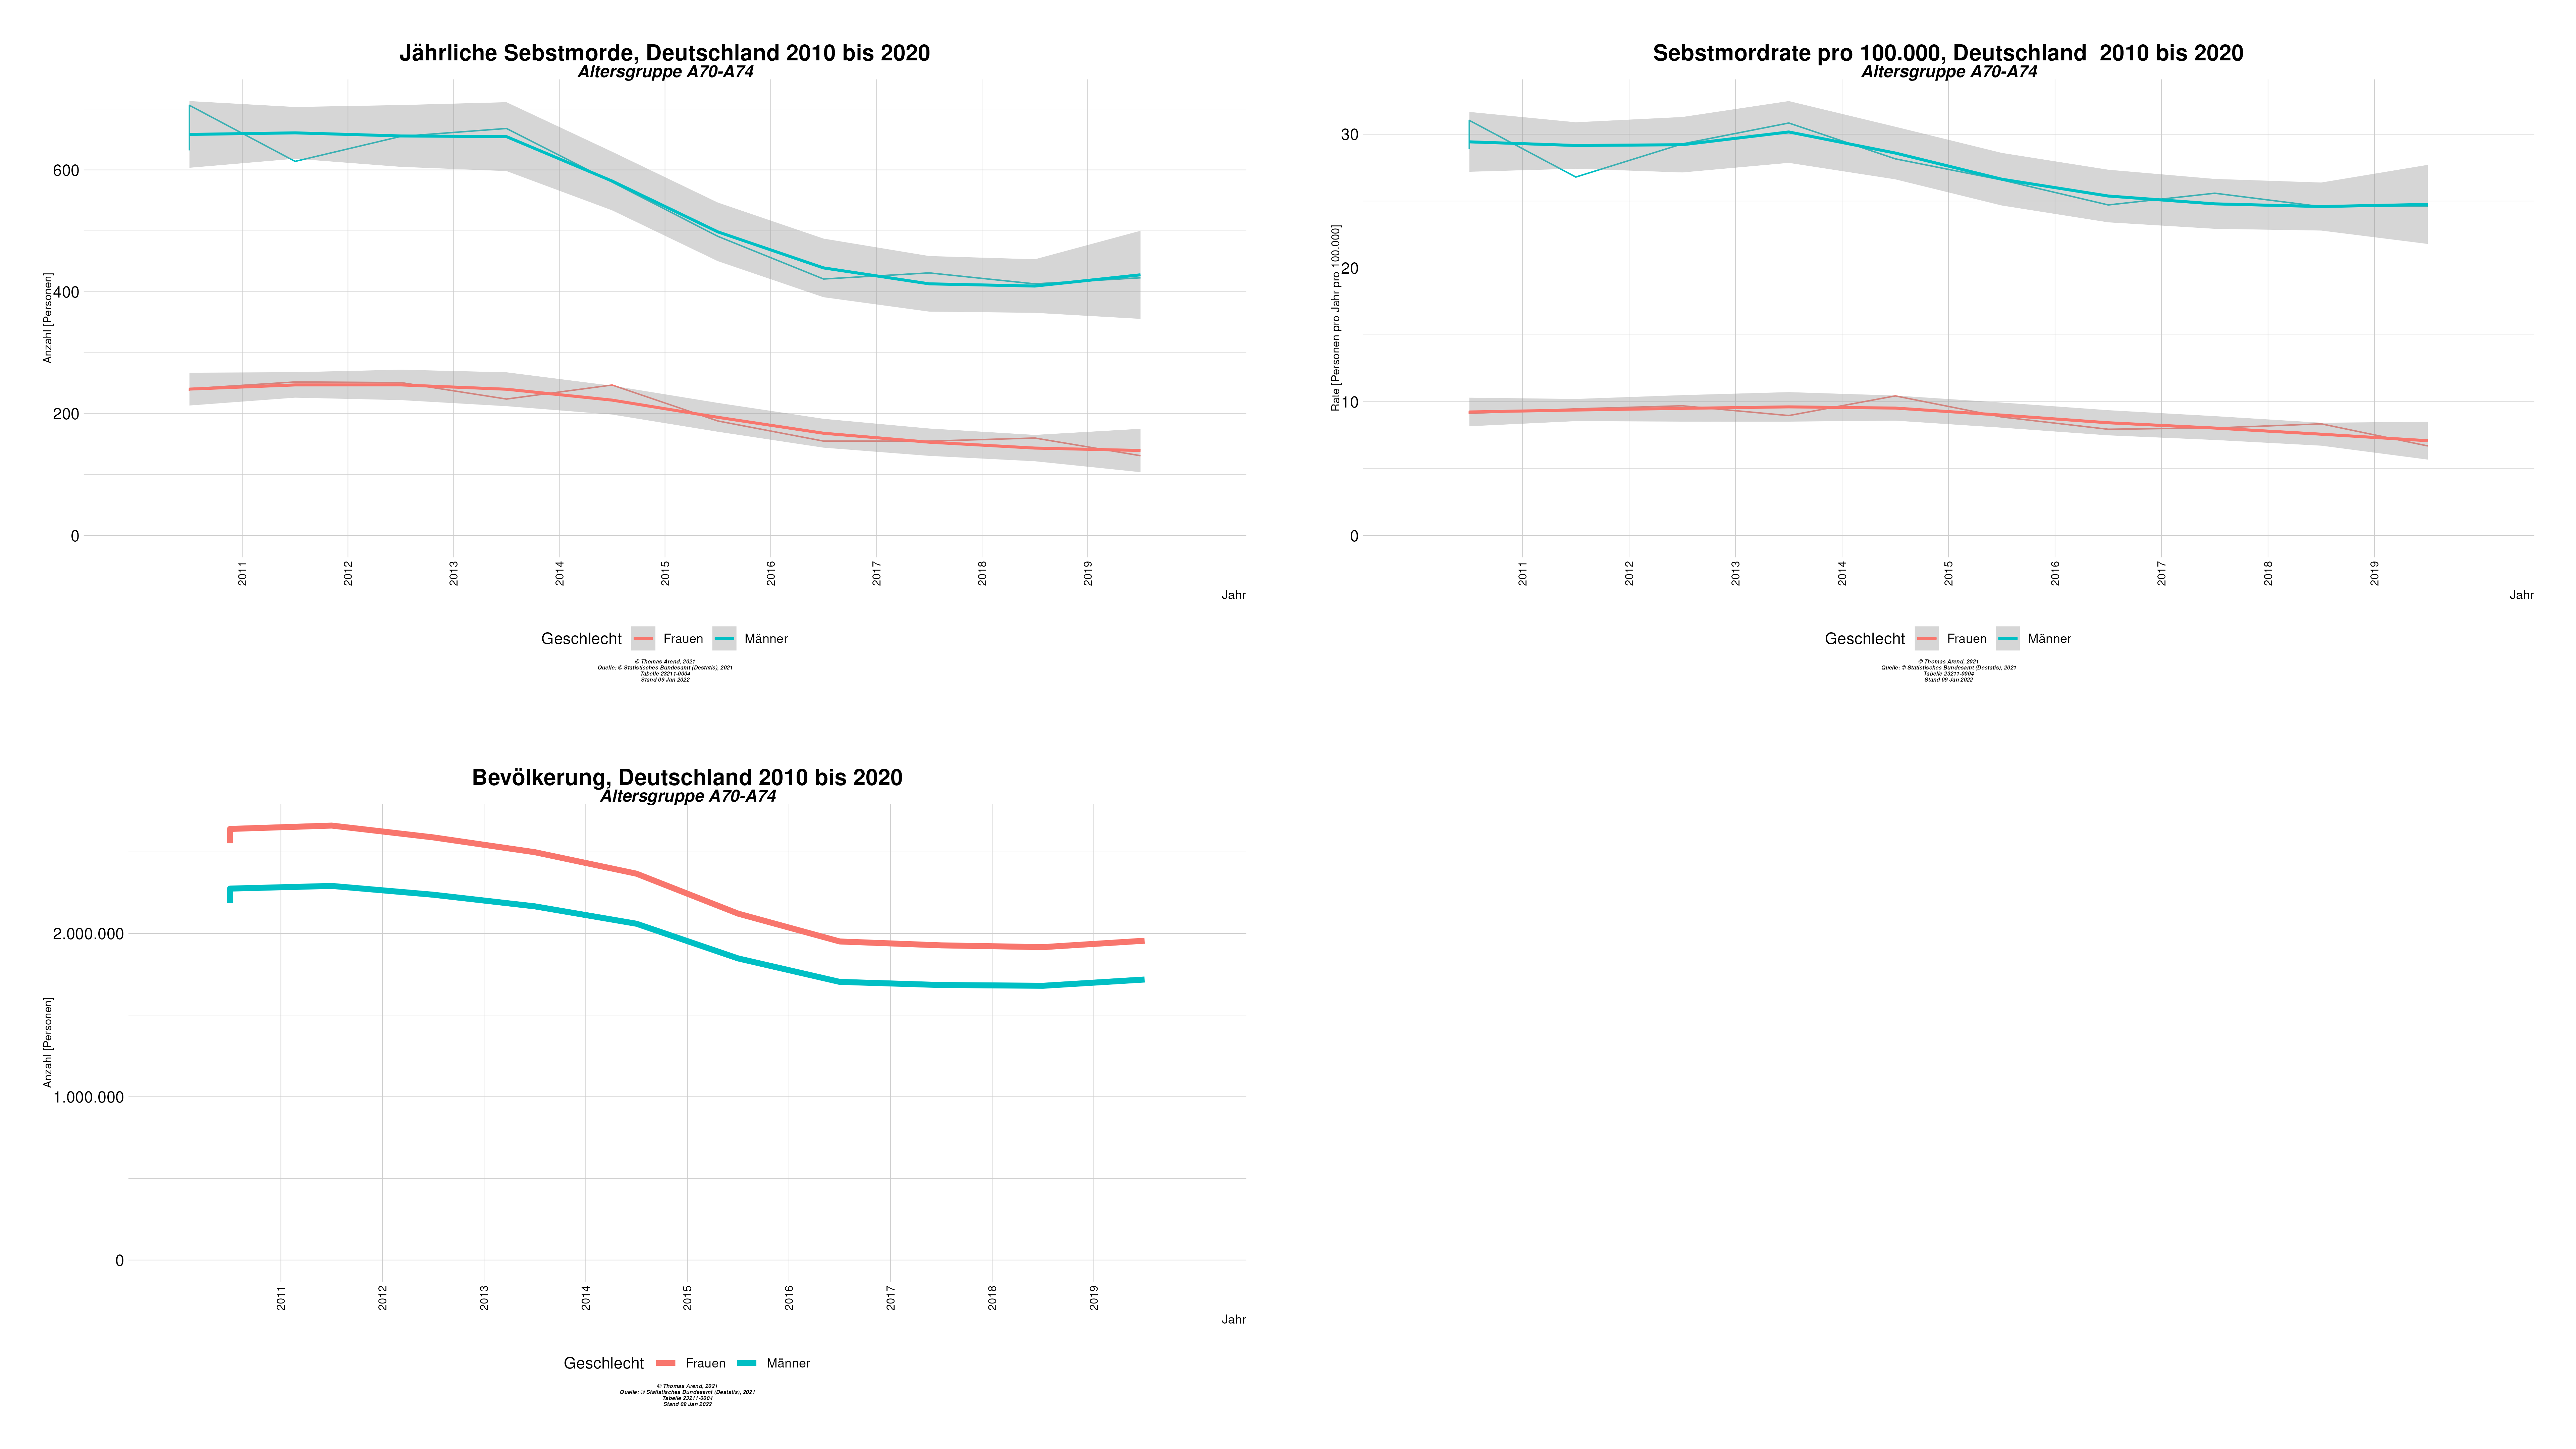 Jährliche Sebstmorde, Deutschland 2010 bis 2020
Altersgruppe A70-A74
Anzahl [Personen]
600
400
200
0
2011
2012
2013
2014
2015
2016
2017
2018
2019
Jahr
Geschlecht Frauen Männer
© Thomas Arend, 2021
Quelle: © Statistisches Bundesamt (Destatis), 2021
Tabelle 23211-0004
Stand 09 Jan 2022
Sebstmordrate pro 100.000, Deutschland  2010 bis 2020
Altersgruppe A70-A74
Rate [Personen pro Jahr pro 100.000]
30
20
10
0
2011
2012
2013
2014
2015
2016
2017
2018
2019
Jahr
Geschlecht Frauen Männer
© Thomas Arend, 2021
Quelle: © Statistisches Bundesamt (Destatis), 2021
Tabelle 23211-0004
Stand 09 Jan 2022
Bevölkerung, Deutschland 2010 bis 2020
Altersgruppe A70-A74
Anzahl [Personen]
2.000.000
1.000.000
0
2011
2012
2013
2014
2015
2016
2017
2018
2019
Jahr
Geschlecht Frauen Männer
© Thomas Arend, 2021
Quelle: © Statistisches Bundesamt (Destatis), 2021
Tabelle 23211-0004
Stand 09 Jan 2022